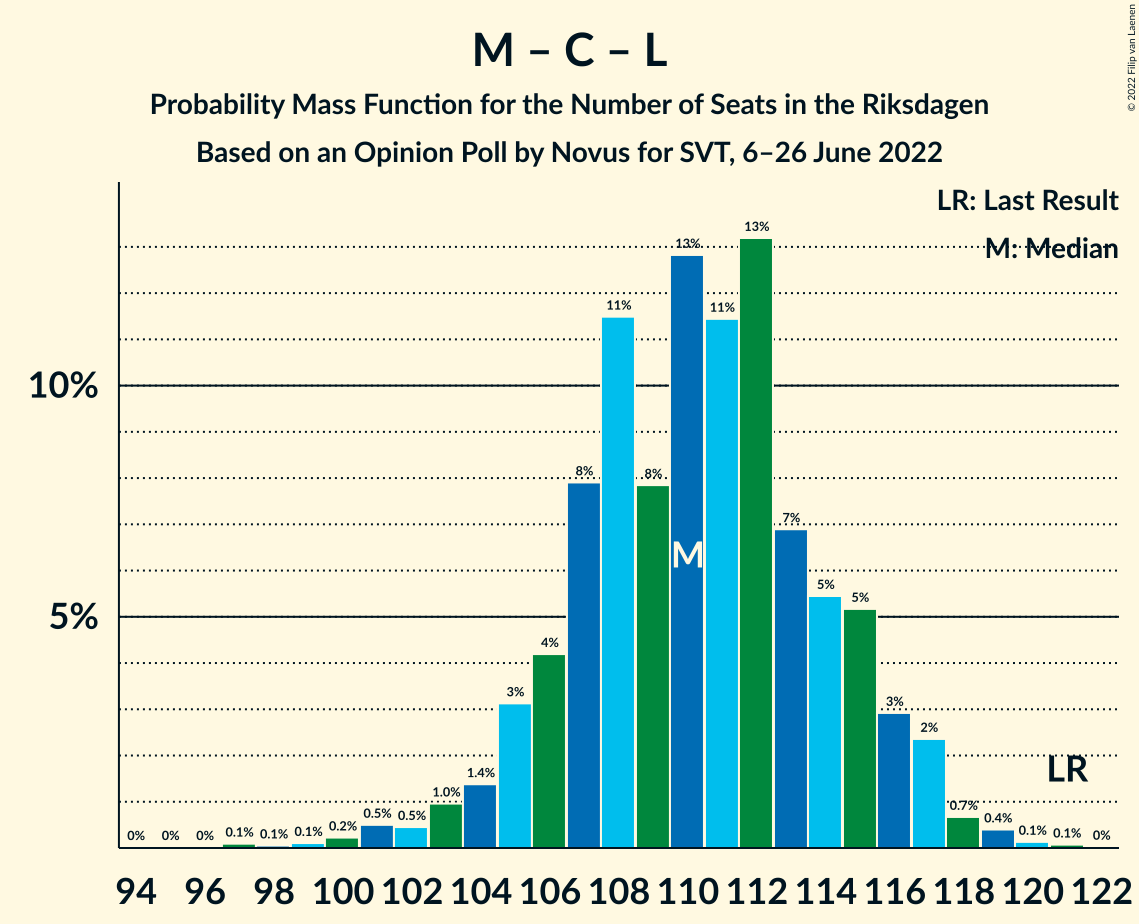 M – C – L
Probability Mass Function for the Number of Seats in the Riksdagen
Based on an Opinion Poll by Novus for SVT, 6–26 June 2022
© 2022 Filip van Laenen
LR: Last Result
M: Median
10%
5%
0% 0% 0% 0.1% 0.1% 0.1% 0.2% 0.5% 0.5% 1.0% 1.4% 3% 4% 8% 11% 8% 13% 11% 13% 7% 5% 5% 3% 2% 0.7% 0.4% 0.1% 0.1% 0%
M
LR
94 96 98 100 102 104 106 108 110 112 114 116 118 120 122